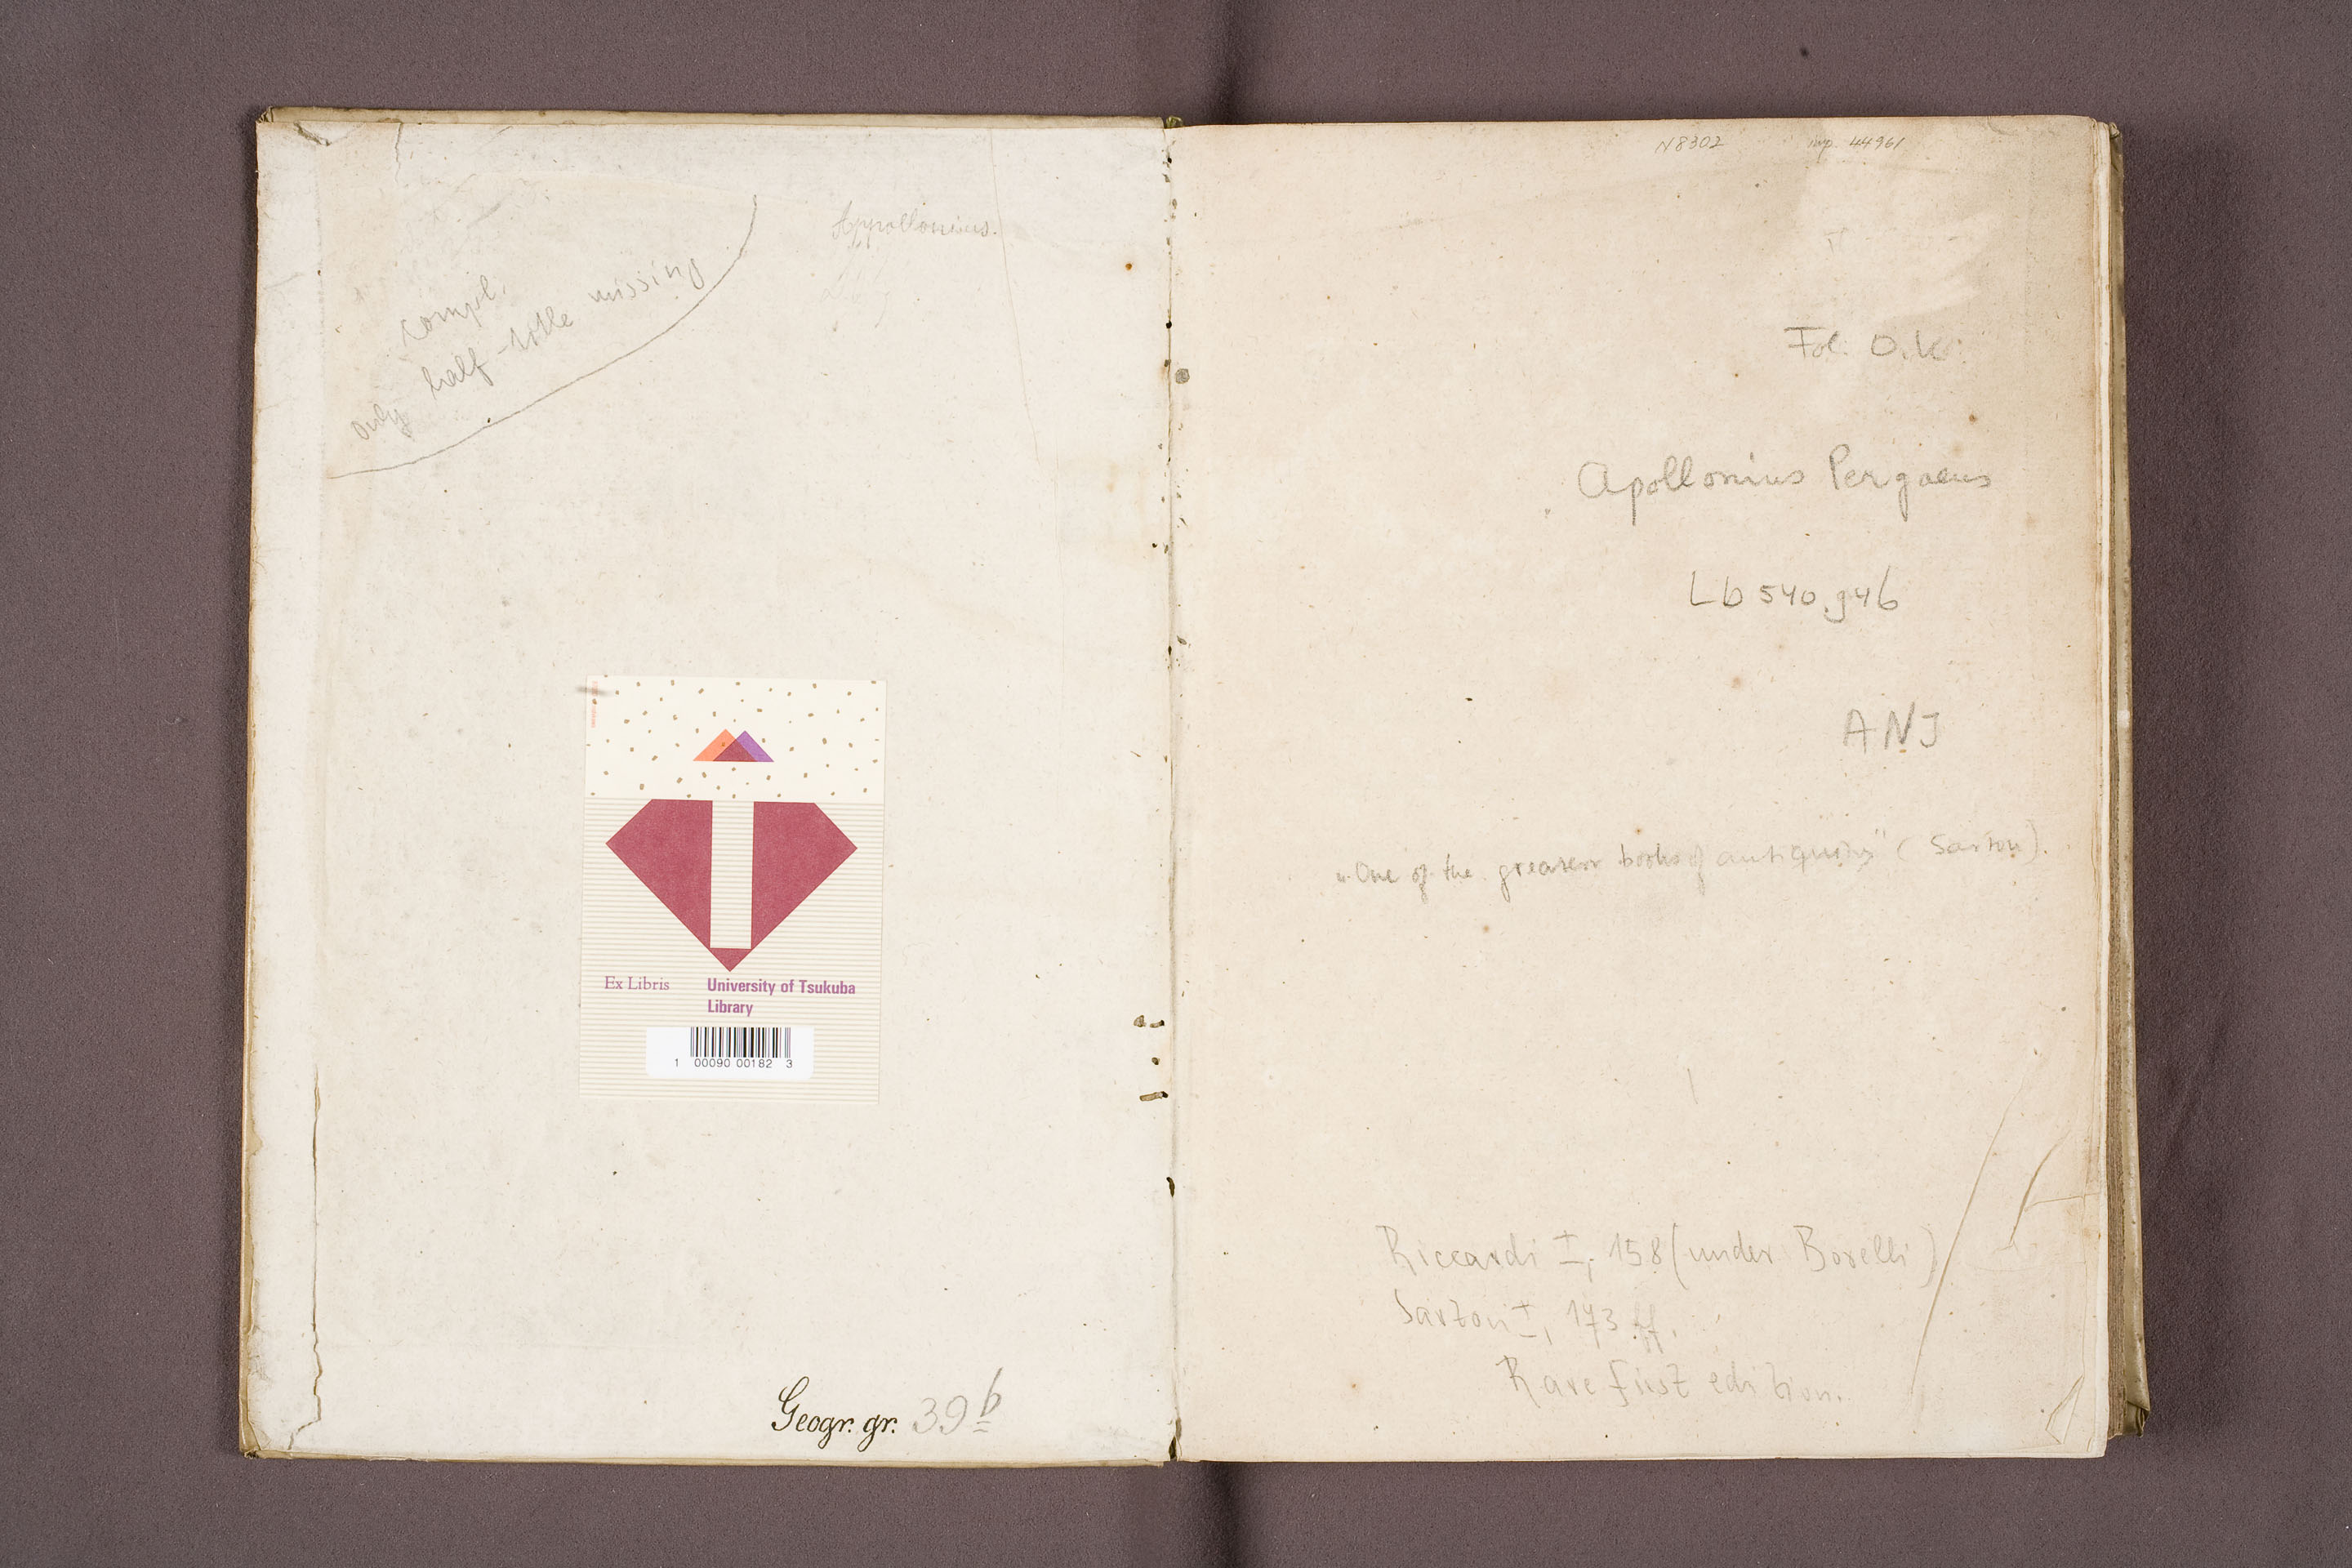 Appollonius.
compl.
only half-title missing
Ex Libris University of Tsukuba
Library
1 00090 00182 3
Geogr. gr. 39b
N8302 44961
Fol. O.K.
Apollonius Pergaeus
Lb 540.g46
ANJ
„One of the greatest books of antiquity" (Sarton).
Riccardi I, 158 (under Borelli)
Sarton I, 173 ff.
Rare first edition.